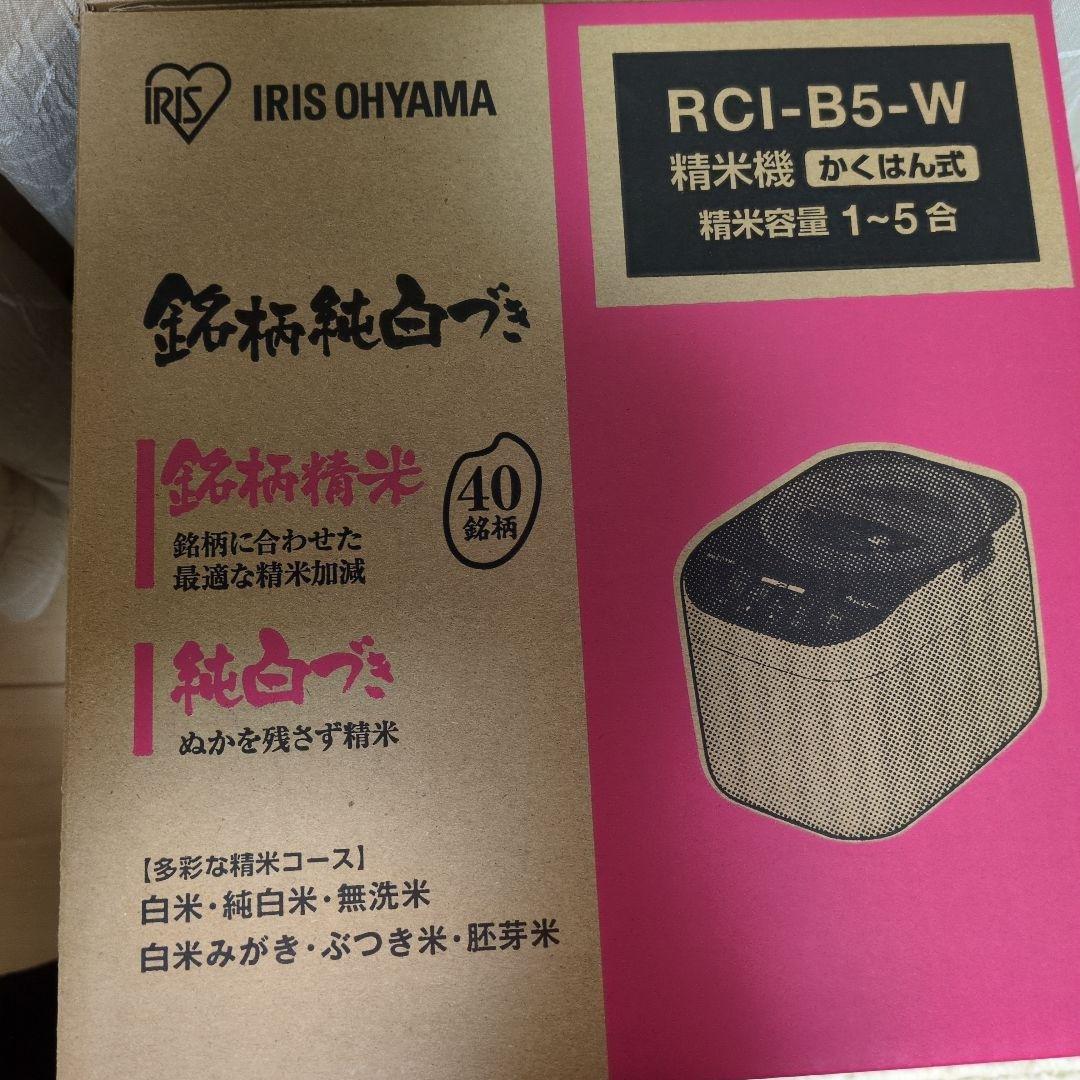 IRIS
IRIS OHYAMA
RCI-B5-W
精米機 かくはん式
精米容量 1~5合
銘柄純白づき
銘柄精米
40
銘柄
銘柄に合わせた
最適な精米加減
純白づき
ぬかを残さず精米
【多彩な精米コース】
白米・純白米・無洗米
白米みがき・ぶつき米・胚芽米